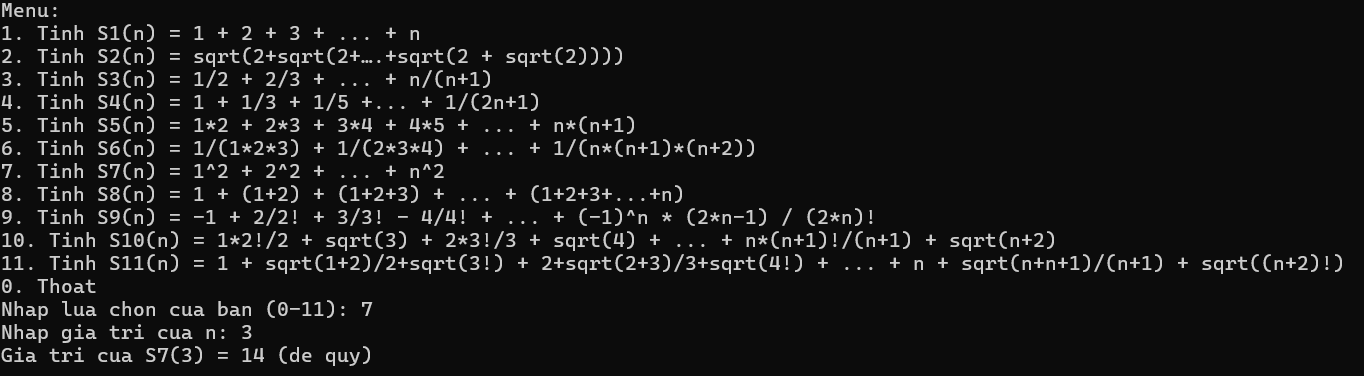 Menu:
1. Tinh S1(n) = 1 + 2 + 3 + ... + n
2. Tinh S2(n) = sqrt(2+sqrt(2+….+sqrt(2 + sqrt(2))))
3. Tinh S3(n) = 1/2 + 2/3 + ... + n/(n+1)
4. Tinh S4(n) = 1 + 1/3 + 1/5 +... + 1/(2n+1)
5. Tinh S5(n) = 1*2 + 2*3 + 3*4 + 4*5 + ... + n*(n+1)
6. Tinh S6(n) = 1/(1*2*3) + 1/(2*3*4) + ... + 1/(n*(n+1)*(n+2))
7. Tinh S7(n) = 1^2 + 2^2 + ... + n^2
8. Tinh S8(n) = 1 + (1+2) + (1+2+3) + ... + (1+2+3+...+n)
9. Tinh S9(n) = -1 + 2/2! + 3/3! - 4/4! + ... + (-1)^n * (2*n-1) / (2*n)!
10. Tinh S10(n) = 1*2!/2 + sqrt(3) + 2*3!/3 + sqrt(4) + ... + n*(n+1)!/(n+1) + sqrt(n+2)
11. Tinh S11(n) = 1 + sqrt(1+2)/2+sqrt(3!) + 2+sqrt(2+3)/3+sqrt(4!) + ... + n + sqrt(n+n+1)/(n+1) + sqrt((n+2)!)
0. Thoat
Nhap lua chon cua ban (0-11): 7
Nhap gia tri cua n: 3
Gia tri cua S7(3) = 14 (de quy)